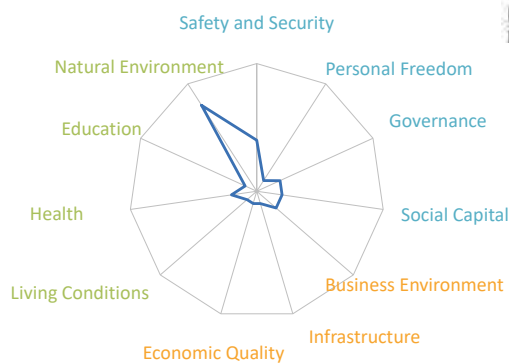 Safety and Security
Natural Environment
Personal Freedom
Education
Governance
Health
Social Capital
Living Conditions
Business Environment
Infrastructure
Economic Quality